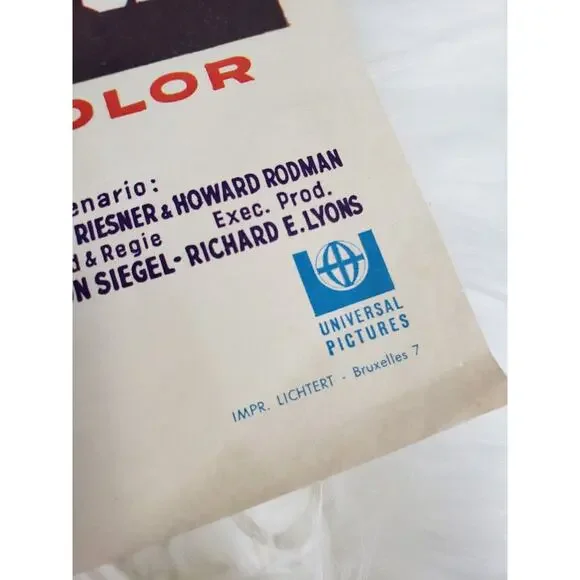 OLOR
enario:
RIESNER & HOWARD RODMAN
d & Regie Exec. Prod.
N SIEGEL - RICHARD E. LYONS
UNIVERSAL
PICTURES
IMPR. LICHTERT - Bruxelles 7